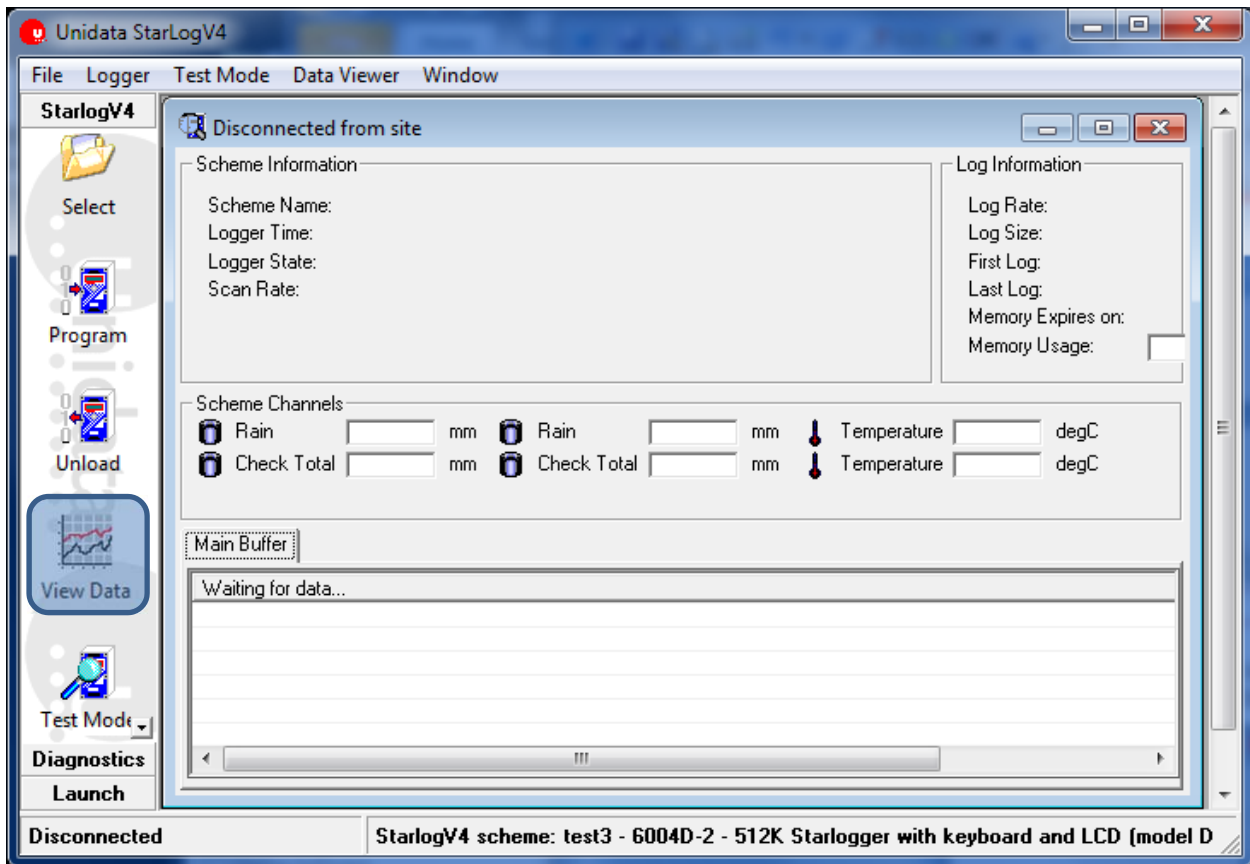 Unidata StarLogV4
File Logger Test Mode Data Viewer Window
StarlogV4
Select
Program
Unload
View Data
Test Mode
Diagnostics
Launch
Disconnected from site
Scheme Information
Scheme Name:
Logger Time:
Logger State:
Scan Rate:
Log Information
Log Rate:
Log Size:
First Log:
Last Log:
Memory Expires on:
Memory Usage:
Scheme Channels
Rain mm Rain mm Temperature degC
Check Total mm Check Total mm Temperature degC
Main Buffer
Waiting for data...
Disconnected
StarlogV4 scheme: test3 - 6004D-2 - 512K Starlogger with keyboard and LCD (model D